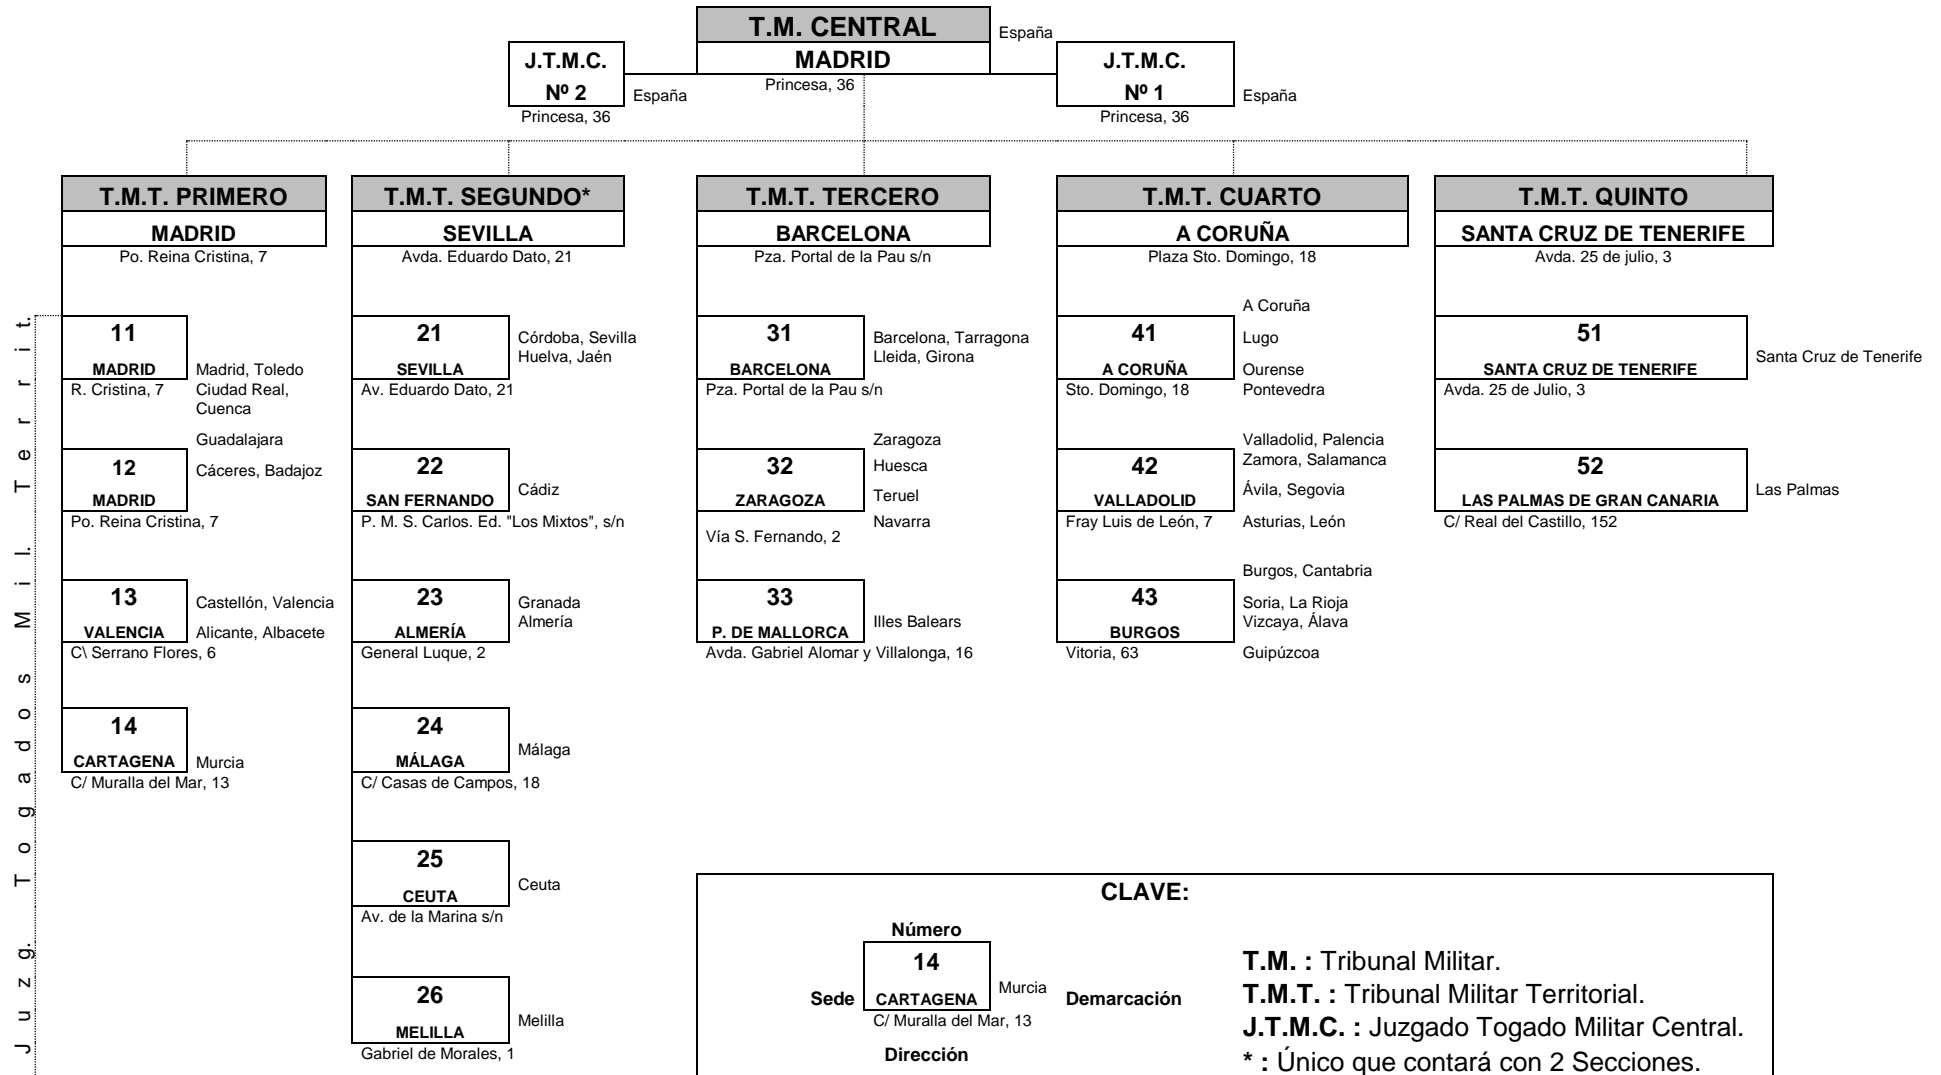 T.M. CENTRAL
España
MADRID
Princesa, 36
J.T.M.C.
Nº 2
España
Princesa, 36
J.T.M.C.
Nº 1
España
Princesa, 36
T.M.T. PRIMERO
MADRID
Po. Reina Cristina, 7
11
MADRID
R. Cristina, 7
Madrid, Toledo
Ciudad Real,
Cuenca
Guadalajara
12
MADRID
Po. Reina Cristina, 7
Cáceres, Badajoz
13
VALENCIA
C\ Serrano Flores, 6
Castellón, Valencia
Alicante, Albacete
14
CARTAGENA
C/ Muralla del Mar, 13
Murcia
T.M.T. SEGUNDO*
SEVILLA
Avda. Eduardo Dato, 21
21
SEVILLA
Av. Eduardo Dato, 21
Córdoba, Sevilla
Huelva, Jaén
22
SAN FERNANDO
P. M. S. Carlos. Ed. "Los Mixtos", s/n
Cádiz
23
ALMERÍA
General Luque, 2
Granada
Almería
24
MÁLAGA
C/ Casas de Campos, 18
Málaga
25
CEUTA
Av. de la Marina s/n
Ceuta
26
MELILLA
Gabriel de Morales, 1
Melilla
T.M.T. TERCERO
BARCELONA
Pza. Portal de la Pau s/n
31
BARCELONA
Pza. Portal de la Pau s/n
Barcelona, Tarragona
Lleida, Girona
32
ZARAGOZA
Vía S. Fernando, 2
Zaragoza
Huesca
Teruel
Navarra
33
P. DE MALLORCA
Avda. Gabriel Alomar y Villalonga, 16
Illes Balears
T.M.T. CUARTO
A CORUÑA
Plaza Sto. Domingo, 18
41
A CORUÑA
Sto. Domingo, 18
A Coruña
Lugo
Ourense
Pontevedra
42
VALLADOLID
Fray Luis de León, 7
Valladolid, Palencia
Zamora, Salamanca
Ávila, Segovia
Asturias, León
43
BURGOS
Vitoria, 63
Burgos, Cantabria
Soria, La Rioja
Vizcaya, Álava
Guipúzcoa
T.M.T. QUINTO
SANTA CRUZ DE TENERIFE
Avda. 25 de julio, 3
51
SANTA CRUZ DE TENERIFE
Avda. 25 de Julio, 3
Santa Cruz de Tenerife
52
LAS PALMAS DE GRAN CANARIA
C/ Real del Castillo, 152
Las Palmas
Juzg. Togados Mil. Territ.
CLAVE:
Número
14
Sede CARTAGENA Murcia Demarcación
C/ Muralla del Mar, 13
Dirección
T.M. : Tribunal Militar.
T.M.T. : Tribunal Militar Territorial.
J.T.M.C. : Juzgado Togado Militar Central.
* : Único que contará con 2 Secciones.